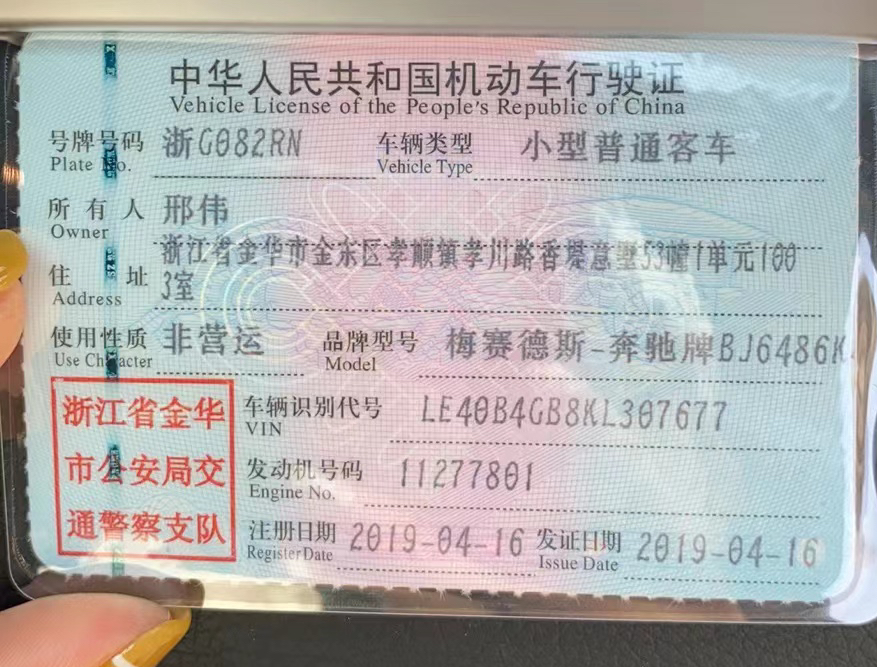 中华人民共和国机动车行驶证
Vehicle License of the People's Republic of China
号牌号码 浙G082RN 车辆类型 小型普通客车
Plate No. Vehicle Type
所有人 邢伟
Owner
浙江省金华市金东区孝顺镇孝川路香塔意墅53幢1单元100
住址 3室
Address
使用性质 非营运 品牌型号 梅赛德斯-奔驰牌BJ6486K
Use Character Model
浙江省金华
市公安局交
通警察支队
车辆识别代号 LE40B4GB8KL307677
VIN
发动机号码 11277801
Engine No.
注册日期 2019-04-16 发证日期 2019-04-16
Register Date Issue Date